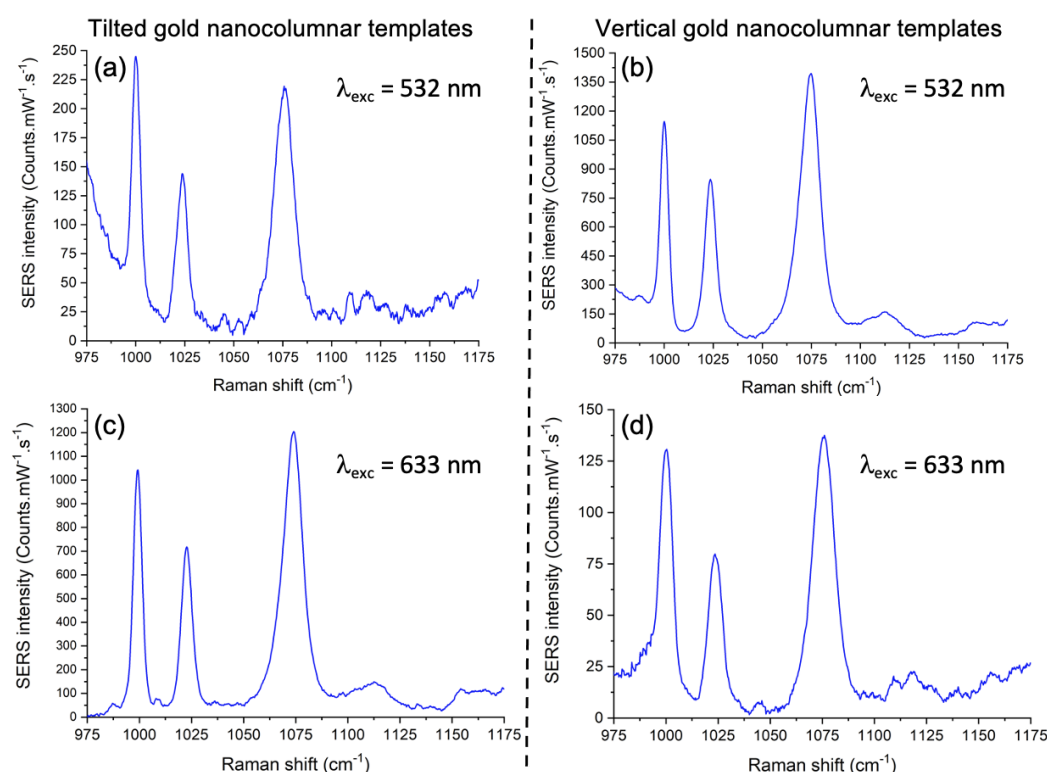 Tilted gold nanocolumnar templates
Vertical gold nanocolumnar templates
(a)
λexc = 532 nm
SERS intensity (Counts.mW⁻¹.s⁻¹)
250
225
200
175
150
125
100
75
50
25
0
975 1000 1025 1050 1075 1100 1125 1150 1175
Raman shift (cm⁻¹)
(b)
λexc = 532 nm
SERS intensity (Counts.mW⁻¹.s⁻¹)
1500
1350
1200
1050
900
750
600
450
300
150
0
975 1000 1025 1050 1075 1100 1125 1150 1175
Raman shift (cm⁻¹)
(c)
λexc = 633 nm
SERS intensity (Counts.mW⁻¹.s⁻¹)
1300
1200
1100
1000
900
800
700
600
500
400
300
200
100
0
975 1000 1025 1050 1075 1100 1125 1150 1175
Raman shift (cm⁻¹)
(d)
λexc = 633 nm
SERS intensity (Counts.mW⁻¹.s⁻¹)
150
125
100
75
50
25
0
975 1000 1025 1050 1075 1100 1125 1150 1175
Raman shift (cm⁻¹)